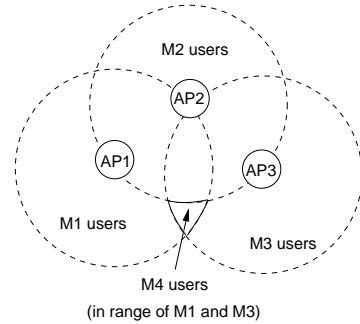 M2 users
AP2
AP1
AP3
M1 users
M3 users
M4 users
(in range of M1 and M3)